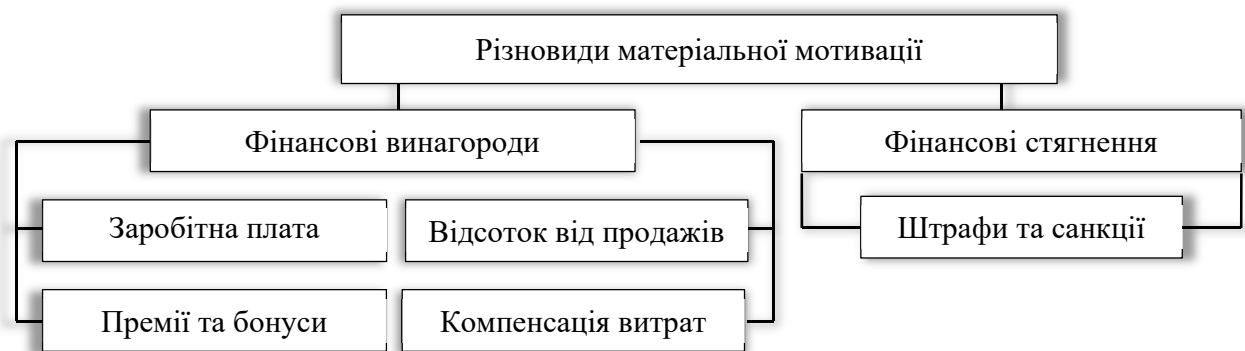 Різновиди матеріальної мотивації
Фінансові винагороди
Фінансові стягнення
Заробітна плата
Відсоток від продажів
Штрафи та санкції
Премії та бонуси
Компенсація витрат